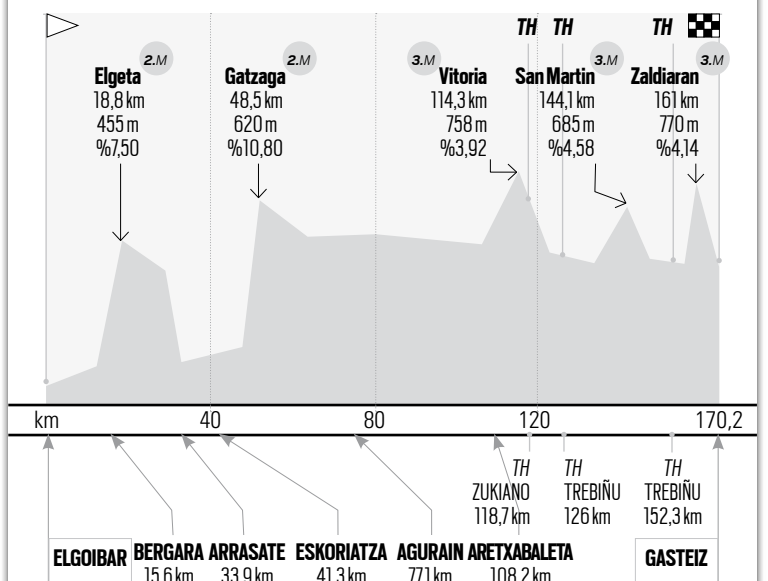 TH TH TH
2.M 2.M 3.M 3.M 3.M
Elgeta
18,8 km
455 m
%7,50
Gatzaga
48,5 km
620 m
%10,80
Vitoria
114,3 km
758 m
%3,92
San Martin
144,1 km
685 m
%4,58
Zaldiaran
161 km
770 m
%4,14
km 40 80 120 170,2
TH
ZUKIANO
118,7 km
TH
TREBIÑU
126 km
TH
TREBIÑU
152,3 km
ELGOIBAR
BERGARA
15,6 km
ARRASATE
33,9 km
ESKORIATZA
41,3 km
AGURAIN
77,1 km
ARETXABALETA
108,2 km
GASTEIZ